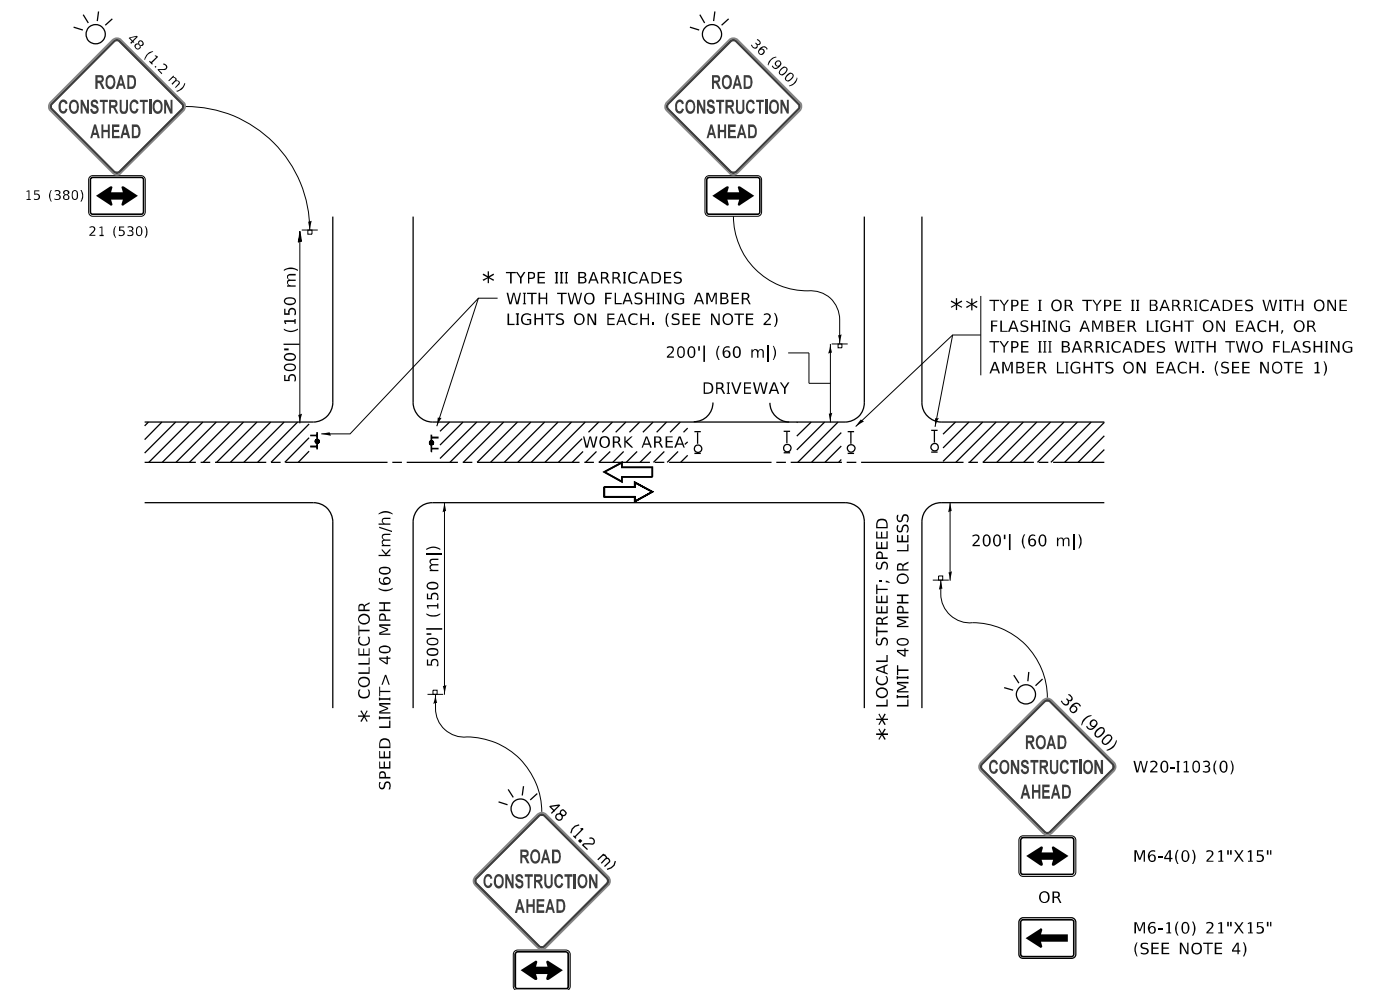 48 (1.2 m)
ROAD
CONSTRUCTION
AHEAD
15 (380)
21 (530)
36 (900)
ROAD
CONSTRUCTION
AHEAD
500'| (150 m)
* TYPE III BARRICADES
WITH TWO FLASHING AMBER
LIGHTS ON EACH. (SEE NOTE 2)
200'| (60 m|)
DRIVEWAY
** TYPE I OR TYPE II BARRICADES WITH ONE
FLASHING AMBER LIGHT ON EACH, OR
TYPE III BARRICADES WITH TWO FLASHING
AMBER LIGHTS ON EACH. (SEE NOTE 1)
WORK AREA
* COLLECTOR
SPEED LIMIT> 40 MPH (60 km/h)
500'| (150 m|)
** LOCAL STREET; SPEED
LIMIT 40 MPH OR LESS
200'| (60 m|)
48 (1.2 m)
ROAD
CONSTRUCTION
AHEAD
36 (900)
ROAD
CONSTRUCTION
AHEAD
W20-I103(0)
M6-4(0) 21"X15"
OR
M6-1(0) 21"X15"
(SEE NOTE 4)